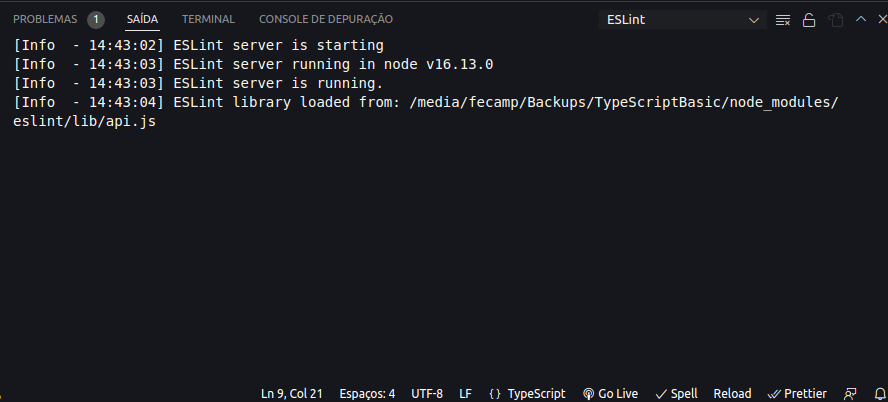 PROBLEMAS 1 SAÍDA TERMINAL CONSOLE DE DEPURAÇÃO ESLint
[Info  - 14:43:02] ESLint server is starting
[Info  - 14:43:03] ESLint server running in node v16.13.0
[Info  - 14:43:03] ESLint server is running.
[Info  - 14:43:04] ESLint library loaded from: /media/fecamp/Backups/TypeScriptBasic/node_modules/
eslint/lib/api.js
Ln 9, Col 21 Espaços: 4 UTF-8 LF {} TypeScript Go Live Spell Reload Prettier